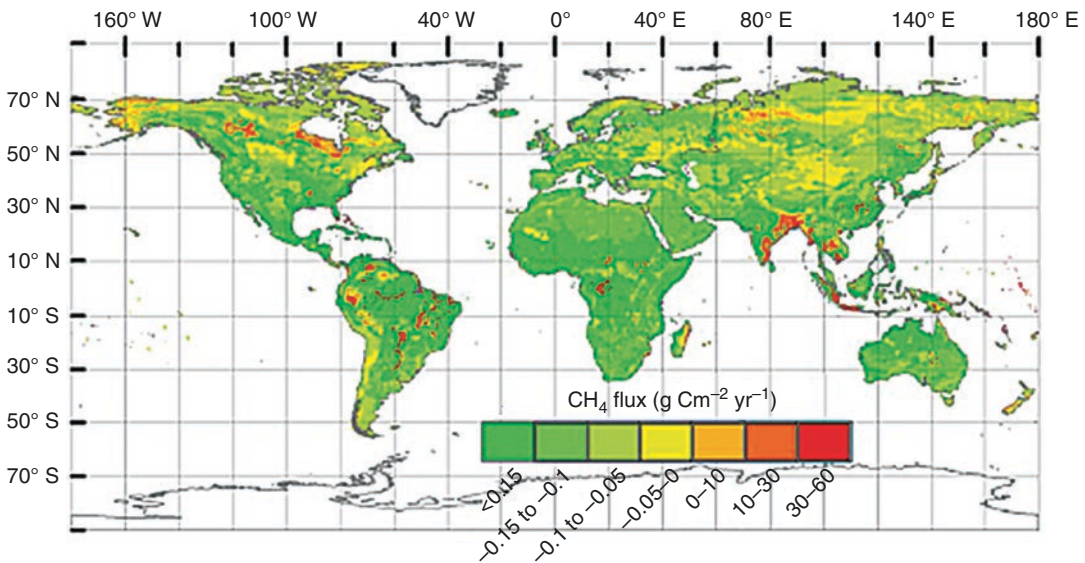 160° W 100° W 40° W 0° 40° E 80° E 140° E 180° E
70° N
50° N
30° N
10° N
10° S
30° S
50° S
70° S
CH₄ flux (g Cm⁻² yr⁻¹)
<0.15
–0.15 to –0.1
–0.1 to –0.05
–0.05–0
0–10
10–30
30–60